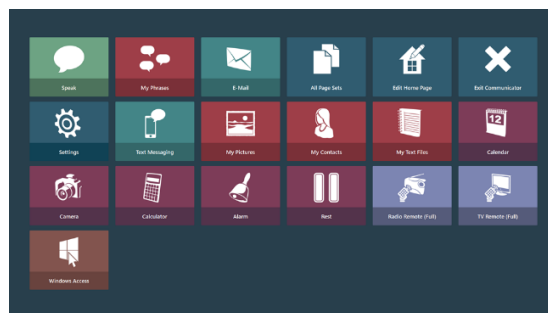 Speak
My Phrases
E-Mail
All Page Sets
Edit Home Page
Exit Communicator
Settings
Text Messaging
My Pictures
My Contacts
My Text Files
12
Calendar
Camera
Calculator
Alarm
Rest
Radio Remote (Full)
TV Remote (Full)
Windows Access